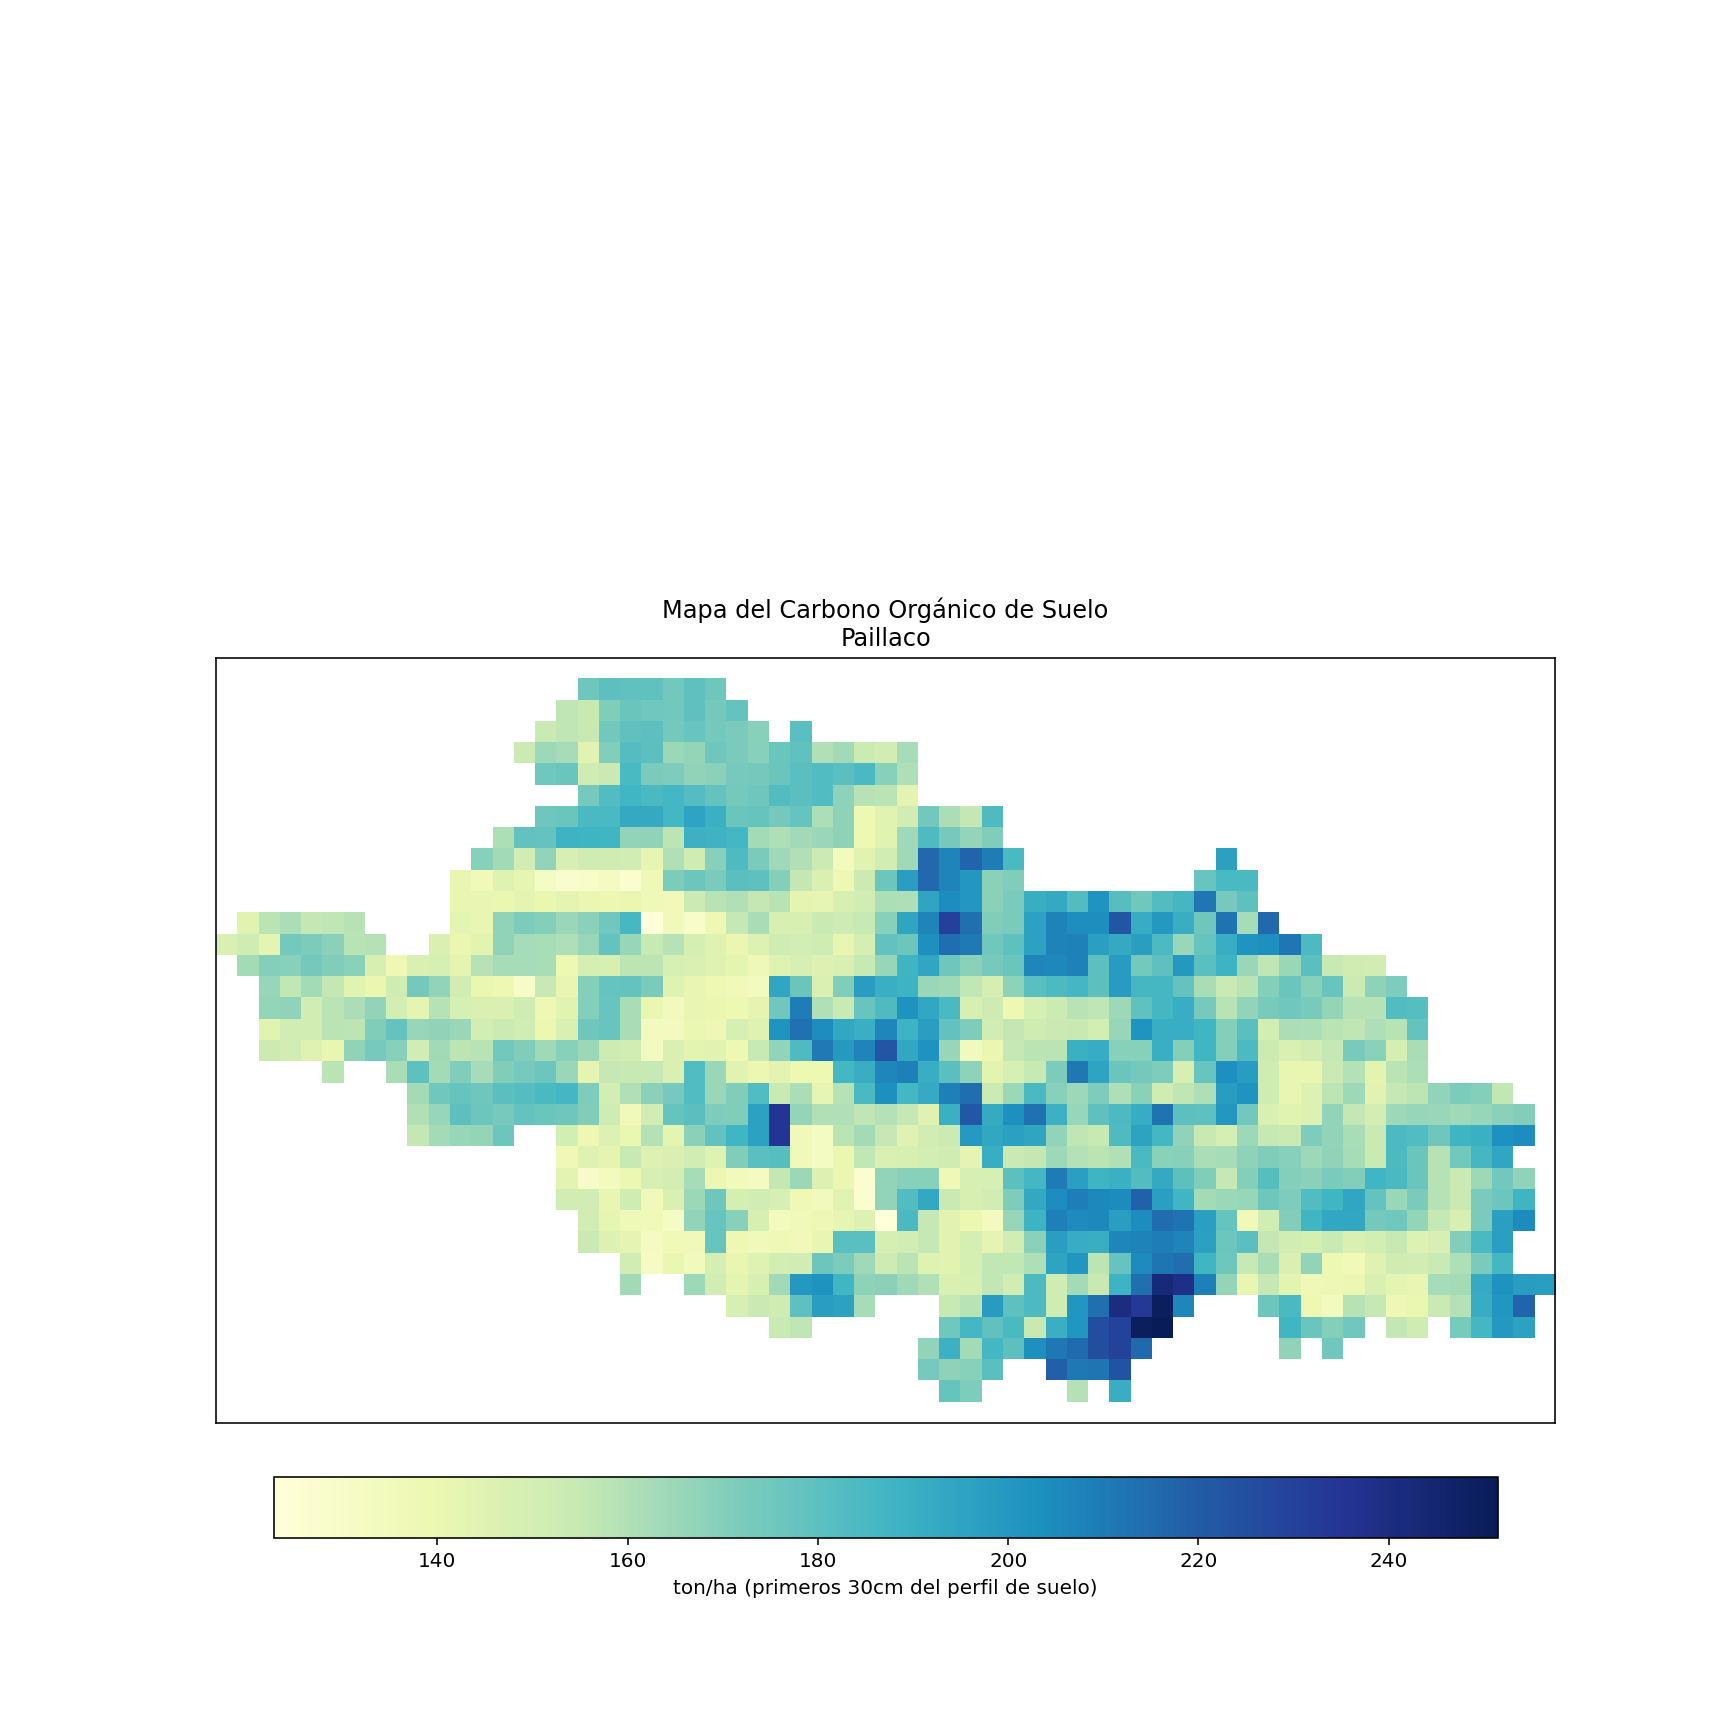 Mapa del Carbono Orgánico de Suelo
Paillaco
140 160 180 200 220 240
ton/ha (primeros 30cm del perfil de suelo)